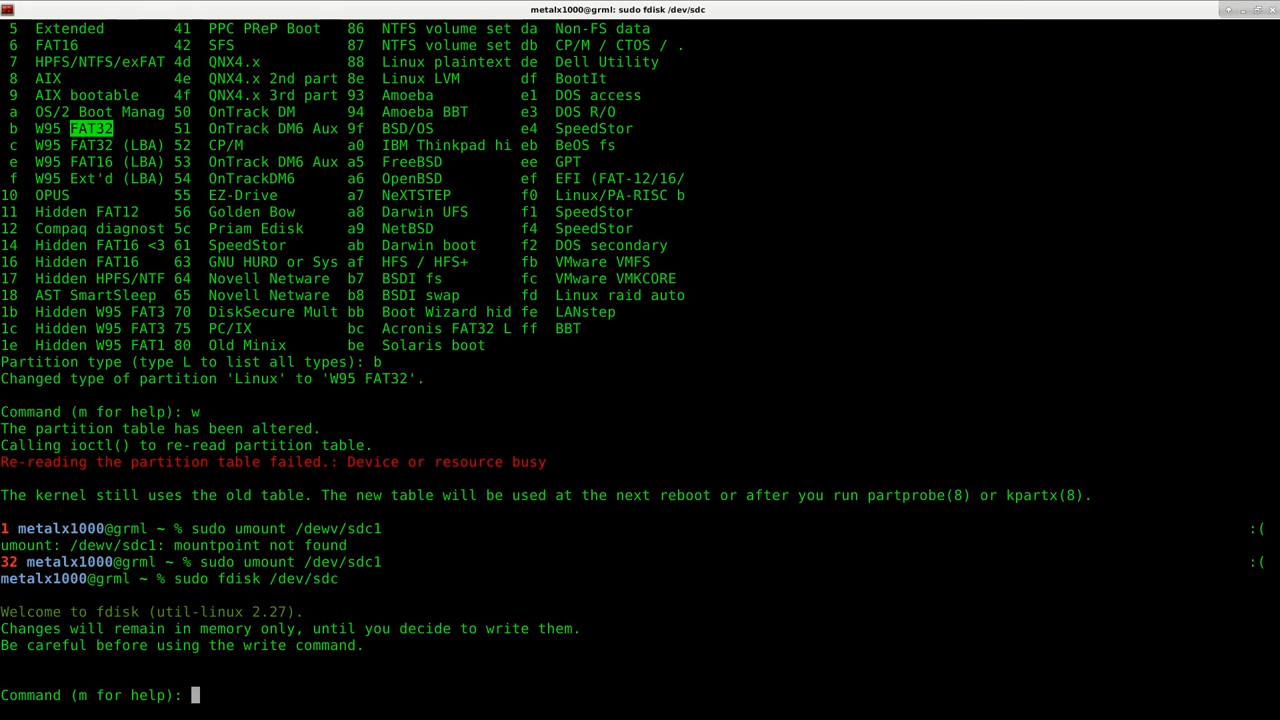 metalx1000@grml: sudo fdisk /dev/sdc
 5  Extended        41  PPC PReP Boot   86  NTFS volume set da  Non-FS data
 6  FAT16           42  SFS             87  NTFS volume set db  CP/M / CTOS / .
 7  HPFS/NTFS/exFAT 4d  QNX4.x          88  Linux plaintext de  Dell Utility
 8  AIX             4e  QNX4.x 2nd part 8e  Linux LVM       df  BootIt
 9  AIX bootable    4f  QNX4.x 3rd part 93  Amoeba          e1  DOS access
 a  OS/2 Boot Manag 50  OnTrack DM      94  Amoeba BBT      e3  DOS R/O
 b  W95 FAT32       51  OnTrack DM6 Aux 9f  BSD/OS          e4  SpeedStor
 c  W95 FAT32 (LBA) 52  CP/M            a0  IBM Thinkpad hi eb  BeOS fs
 e  W95 FAT16 (LBA) 53  OnTrack DM6 Aux a5  FreeBSD         ee  GPT
 f  W95 Ext'd (LBA) 54  OnTrackDM6      a6  OpenBSD         ef  EFI (FAT-12/16/
10  OPUS            55  EZ-Drive        a7  NeXTSTEP        f0  Linux/PA-RISC b
11  Hidden FAT12    56  Golden Bow      a8  Darwin UFS      f1  SpeedStor
12  Compaq diagnost 5c  Priam Edisk     a9  NetBSD          f4  SpeedStor
14  Hidden FAT16 <3 61  SpeedStor       ab  Darwin boot     f2  DOS secondary
16  Hidden FAT16    63  GNU HURD or Sys af  HFS / HFS+      fb  VMware VMFS
17  Hidden HPFS/NTF 64  Novell Netware  b7  BSDI fs         fc  VMware VMKCORE
18  AST SmartSleep  65  Novell Netware  b8  BSDI swap       fd  Linux raid auto
1b  Hidden W95 FAT3 70  DiskSecure Mult bb  Boot Wizard hid fe  LANstep
1c  Hidden W95 FAT3 75  PC/IX           bc  Acronis FAT32 L ff  BBT
1e  Hidden W95 FAT1 80  Old Minix       be  Solaris boot
Partition type (type L to list all types): b
Changed type of partition 'Linux' to 'W95 FAT32'.
Command (m for help): w
The partition table has been altered.
Calling ioctl() to re-read partition table.
Re-reading the partition table failed.: Device or resource busy
The kernel still uses the old table. The new table will be used at the next reboot or after you run partprobe(8) or kpartx(8).
1 metalx1000@grml ~ % sudo umount /dewv/sdc1 :(
umount: /dewv/sdc1: mountpoint not found
32 metalx1000@grml ~ % sudo umount /dev/sdc1 :(
metalx1000@grml ~ % sudo fdisk /dev/sdc
Welcome to fdisk (util-linux 2.27).
Changes will remain in memory only, until you decide to write them.
Be careful before using the write command.
Command (m for help):